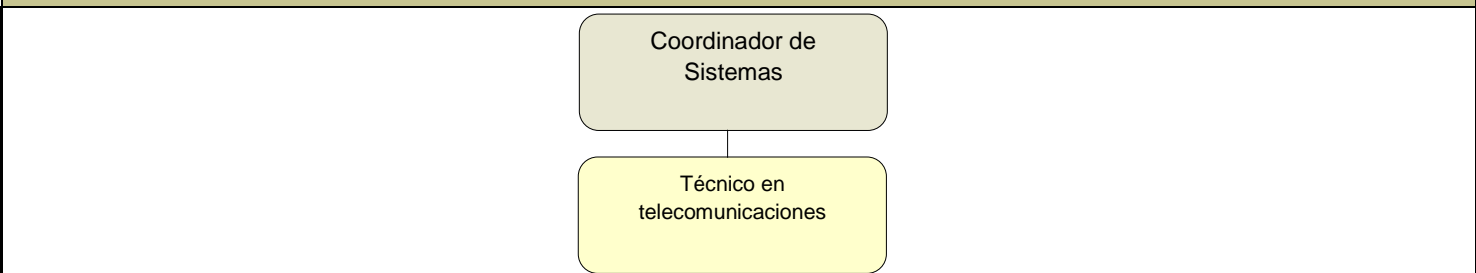 Coordinador de
Sistemas
Técnico en
telecomunicaciones